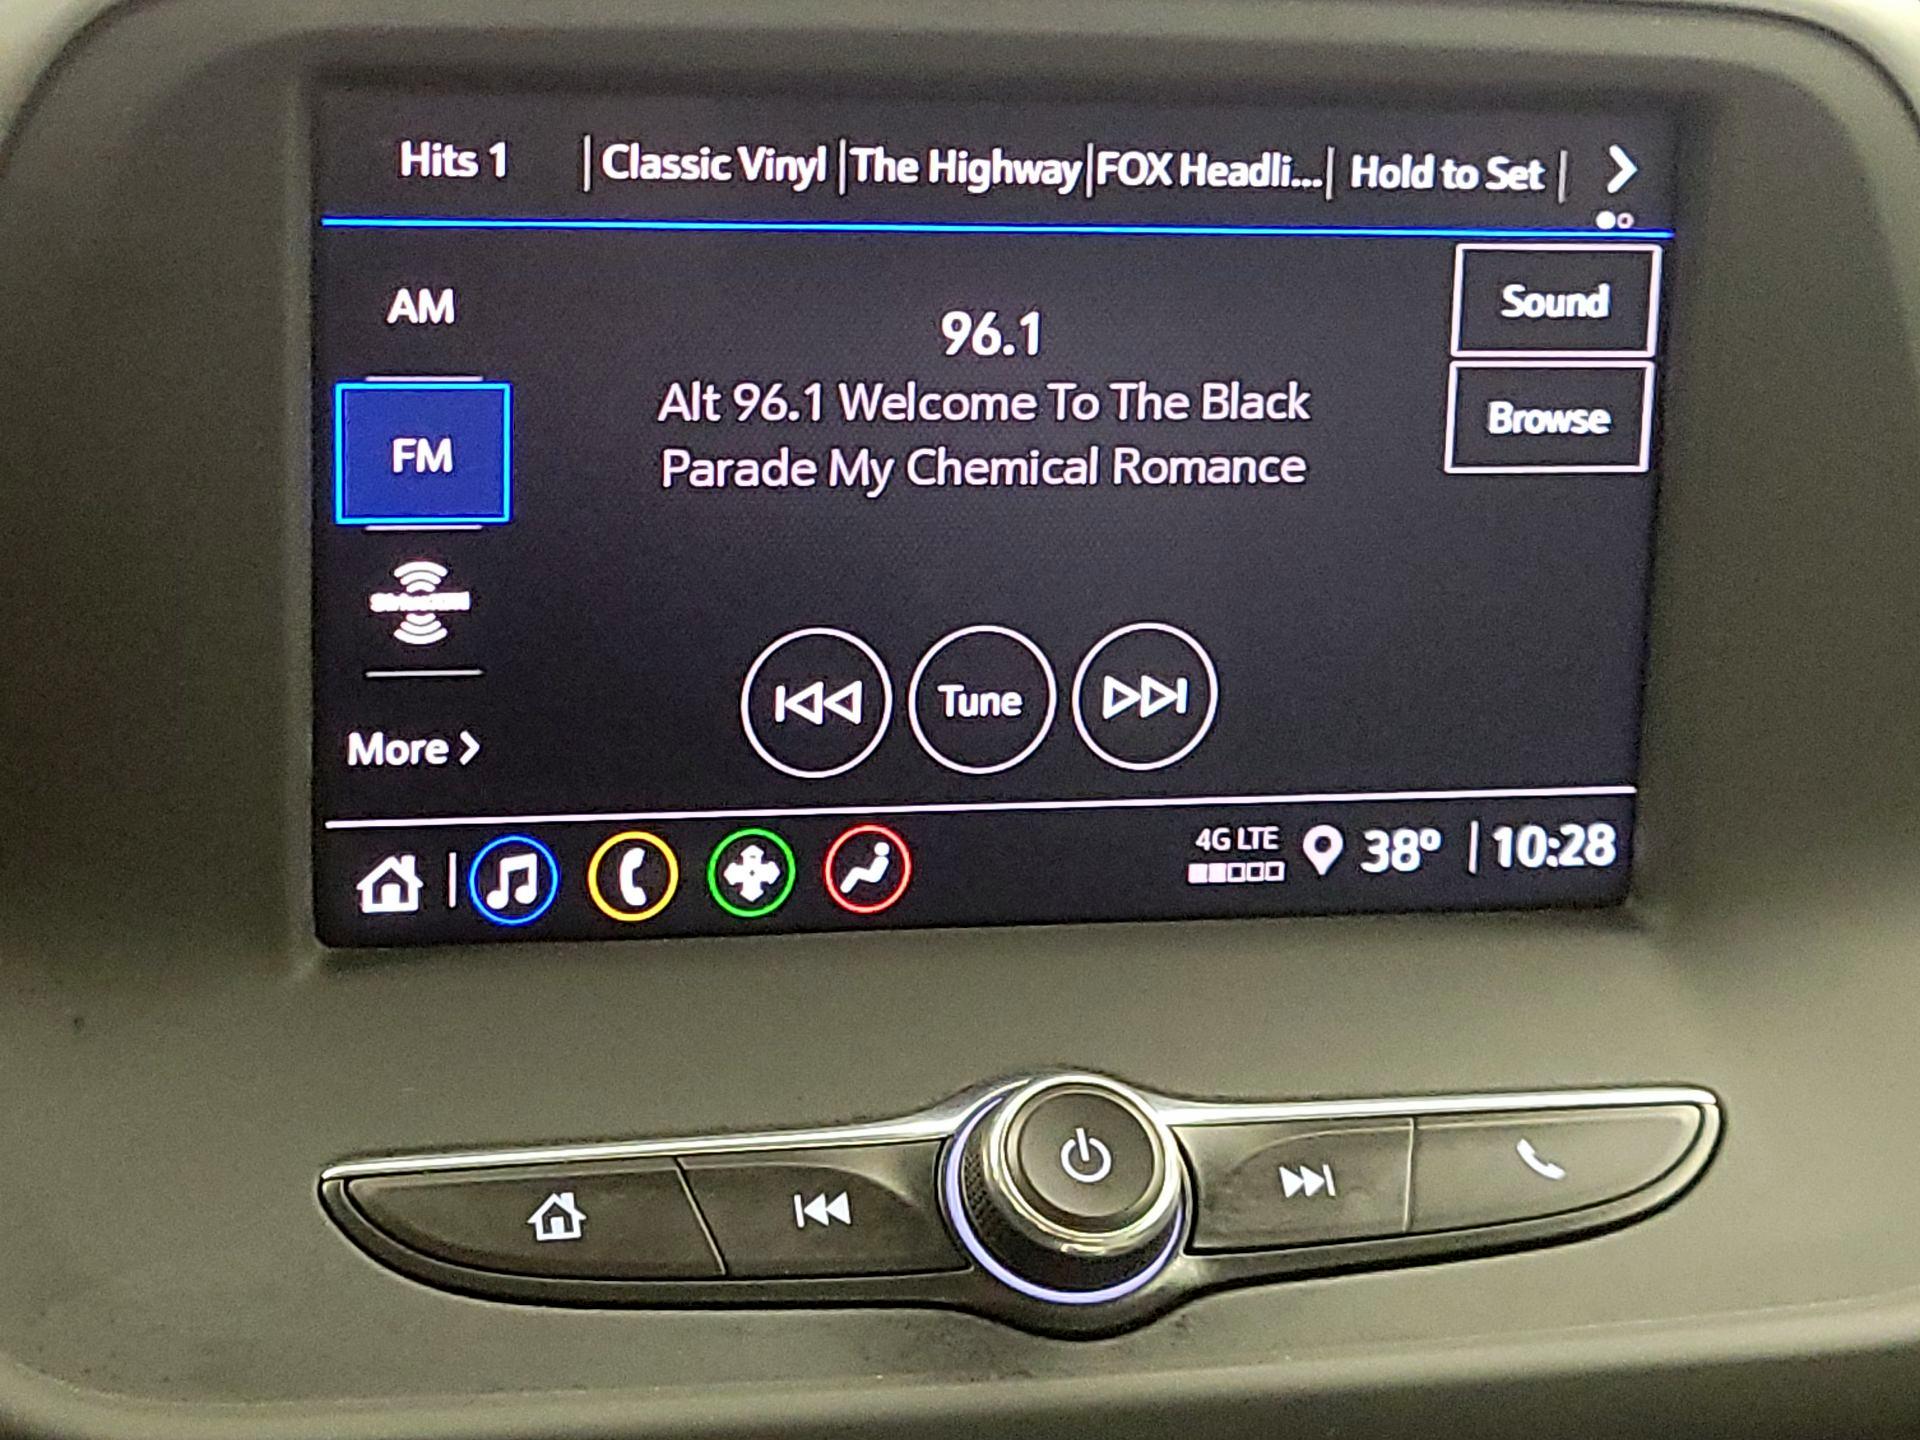 Hits 1 | Classic Vinyl | The Highway | FOX Headli... | Hold to Set |
Sound
AM
96.1
Browse
Alt 96.1 Welcome To The Black
FM
Parade My Chemical Romance
SiriusXM
Tune
More
4G LTE
38° | 10:28